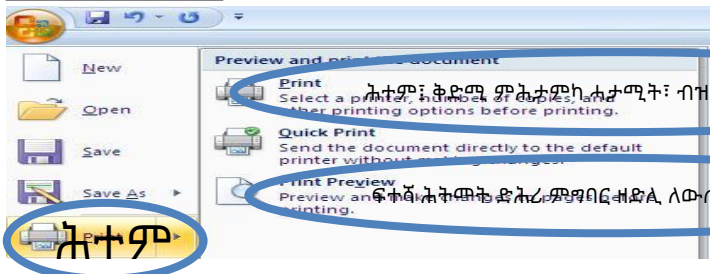 Preview and print the document
New
Print
ሕተም፤ ቅድሚ ምሕታምካ ሓታሚት፣ ብዝ
Select a printer, number of copies, and
other printing options before printing.
Open
Quick Print
Send the document directly to the default
printer without making changes.
Save
Print Preview
ፍተሻ ሕትመት ድሕሪ ምግባር ዘድሊ ለው
Preview and make changes to pages before
printing.
Save As
ሕተም